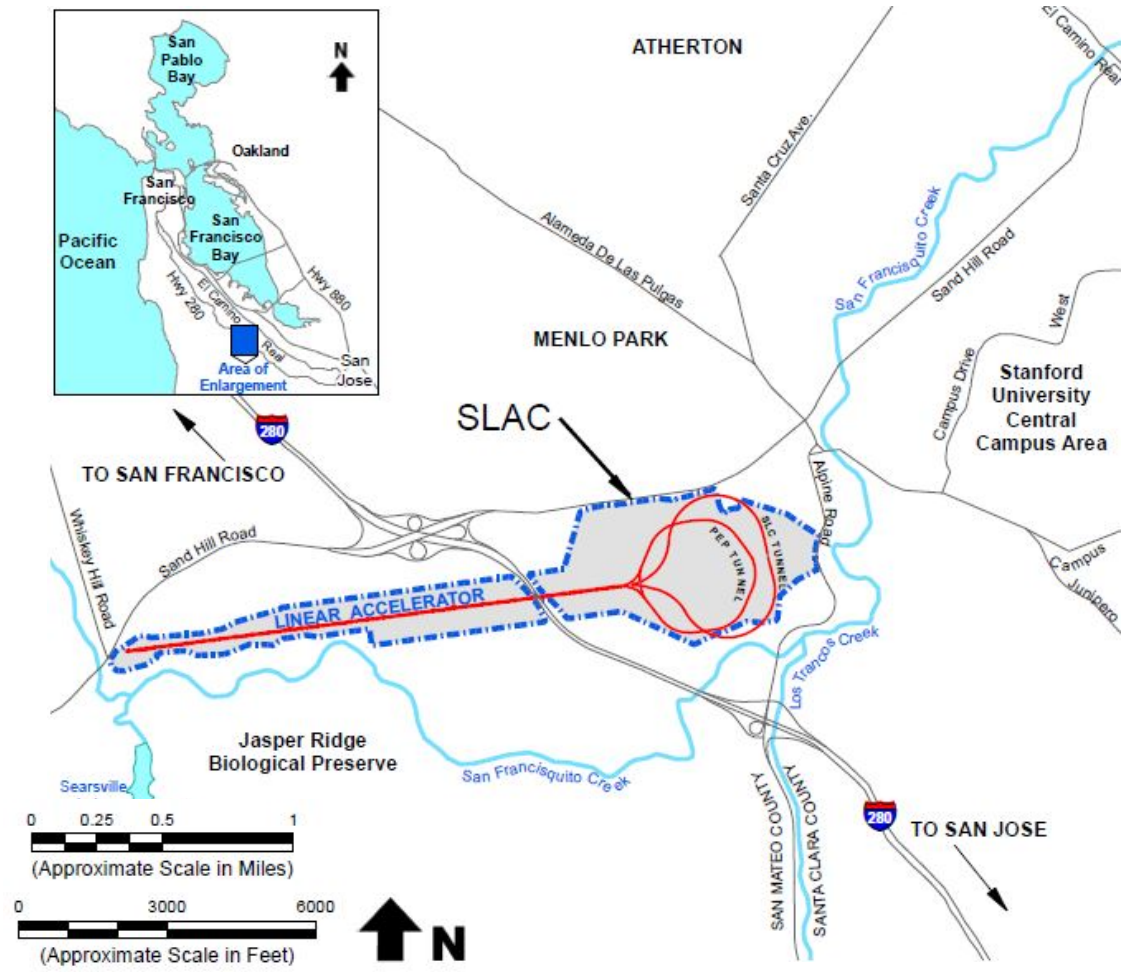 San
Pablo
Bay
N
Oakland
San
Francisco
San
Francisco
Bay
Pacific
Ocean
Hwy 880
El Camino
Real
Hwy 280
San
Jose
Area of
Enlargement
ATHERTON
El Camino Real
Santa Cruz Ave.
Alameda De Las Pulgas
San Francisquito Creek
Sand Hill Road
MENLO PARK
West
Campus Drive
Stanford
University
Central
Campus Area
SLAC
280
TO SAN FRANCISCO
Alpine Road
Whiskey Hill Road
Sand Hill Road
SLC TUNNEL
PEP TUNNEL
Campus
Junipero
LINEAR ACCELERATOR
Los Trancos Creek
Jasper Ridge
Biological Preserve
San Francisquito Creek
Searsville
SAN MATEO COUNTY
SANTA CLARA COUNTY
280
TO SAN JOSE
0 0.25 0.5 1
(Approximate Scale in Miles)
0 3000 6000
(Approximate Scale in Feet)
N